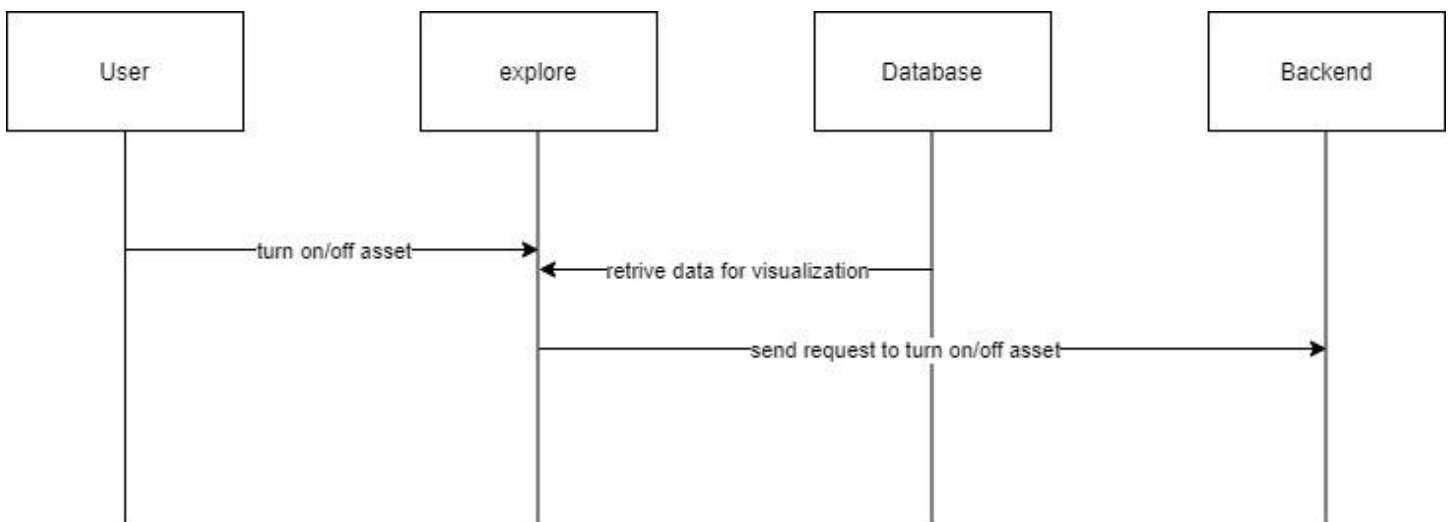 User
explore
Database
Backend
turn on/off asset
retrive data for visualization
send request to turn on/off asset